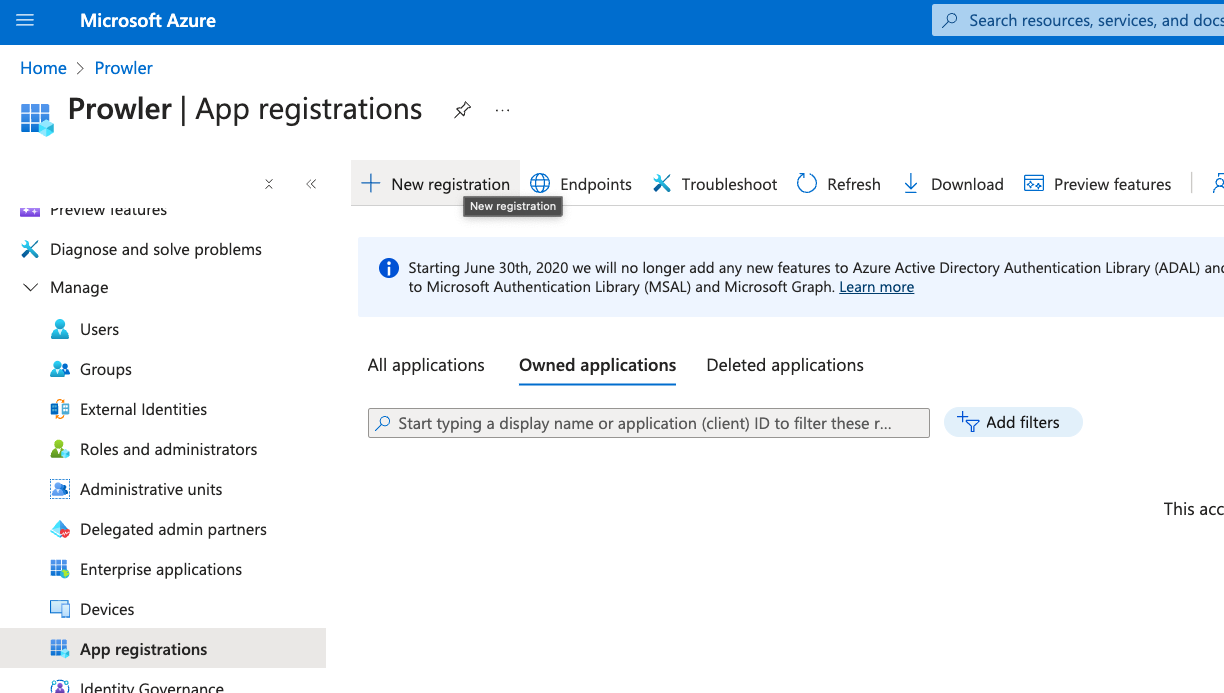 Microsoft Azure
Search resources, services, and docs
Home > Prowler
Prowler | App registrations
...
New registration
Endpoints
Troubleshoot
Refresh
Download
Preview features
New registration
Preview features
Diagnose and solve problems
Manage
Users
Groups
External Identities
Roles and administrators
Administrative units
Delegated admin partners
Enterprise applications
Devices
App registrations
Identity Governance
Starting June 30th, 2020 we will no longer add any new features to Azure Active Directory Authentication Library (ADAL) and
to Microsoft Authentication Library (MSAL) and Microsoft Graph. Learn more
All applications
Owned applications
Deleted applications
Start typing a display name or application (client) ID to filter these r...
Add filters
This acc